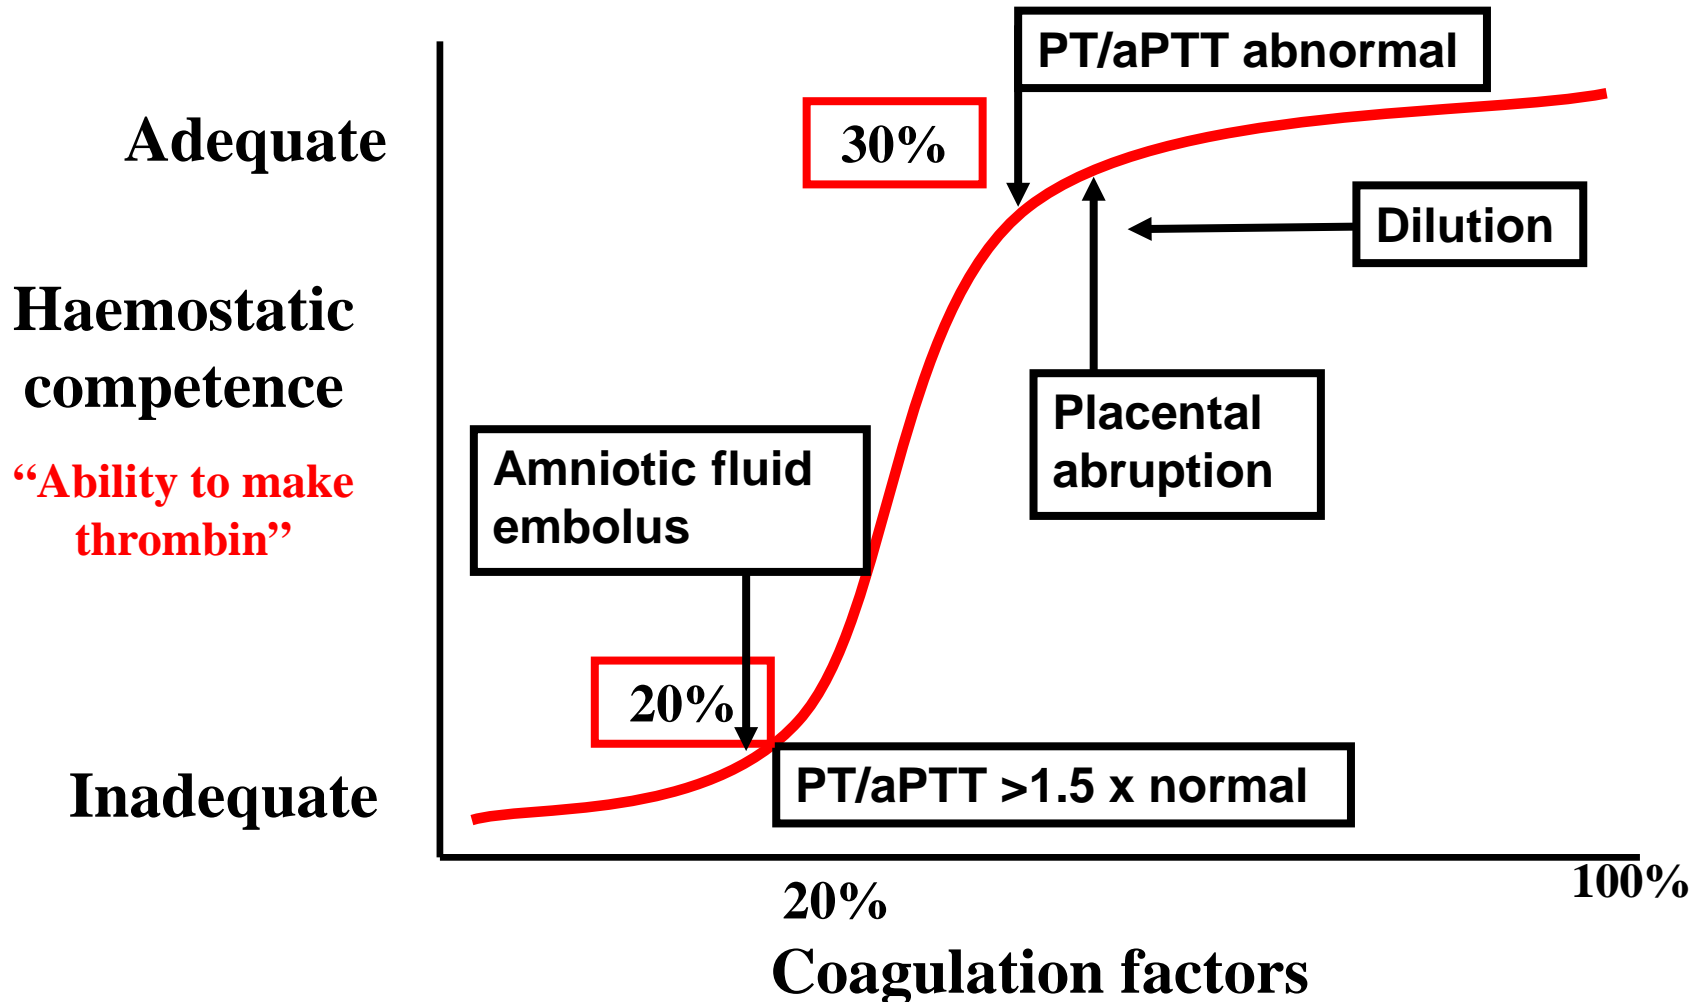 PT/aPTT abnormal
Adequate
30%
Dilution
Haemostatic
competence
“Ability to make
thrombin”
Placental
abruption
Amniotic fluid
embolus
20%
Inadequate
PT/aPTT >1.5 x normal
20%
100%
Coagulation factors